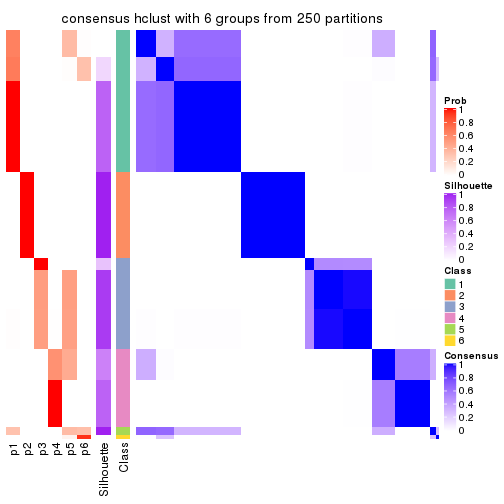 consensus hclust with 6 groups from 250 partitions
Prob
1
0.8
0.6
0.4
0.2
0
Silhouette
1
0.8
0.6
0.4
0.2
0
Class
1
2
3
4
5
6
Consensus
1
0.8
0.6
0.4
0.2
0
p1
p2
p3
p4
p5
p6
Silhouette
Class